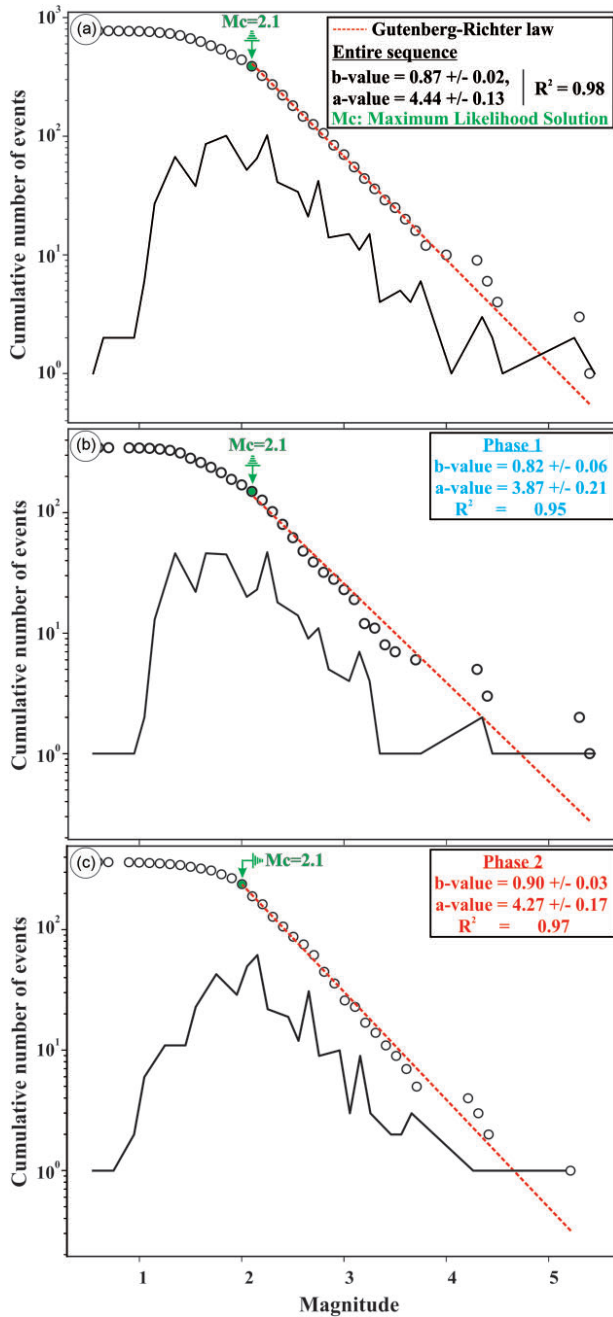 (a)
Mc=2.1
Gutenberg-Richter law
Entire sequence
b-value = 0.87 +/- 0.02,
a-value = 4.44 +/- 0.13
R² = 0.98
Mc: Maximum Likelihood Solution
Cumulative number of events
10³
10²
10¹
10⁰
(b)
Mc=2.1
Phase 1
b-value = 0.82 +/- 0.06
a-value = 3.87 +/- 0.21
R² = 0.95
Cumulative number of events
10²
10¹
10⁰
(c)
Mc=2.1
Phase 2
b-value = 0.90 +/- 0.03
a-value = 4.27 +/- 0.17
R² = 0.97
Cumulative number of events
10²
10¹
10⁰
1 2 3 4 5
Magnitude